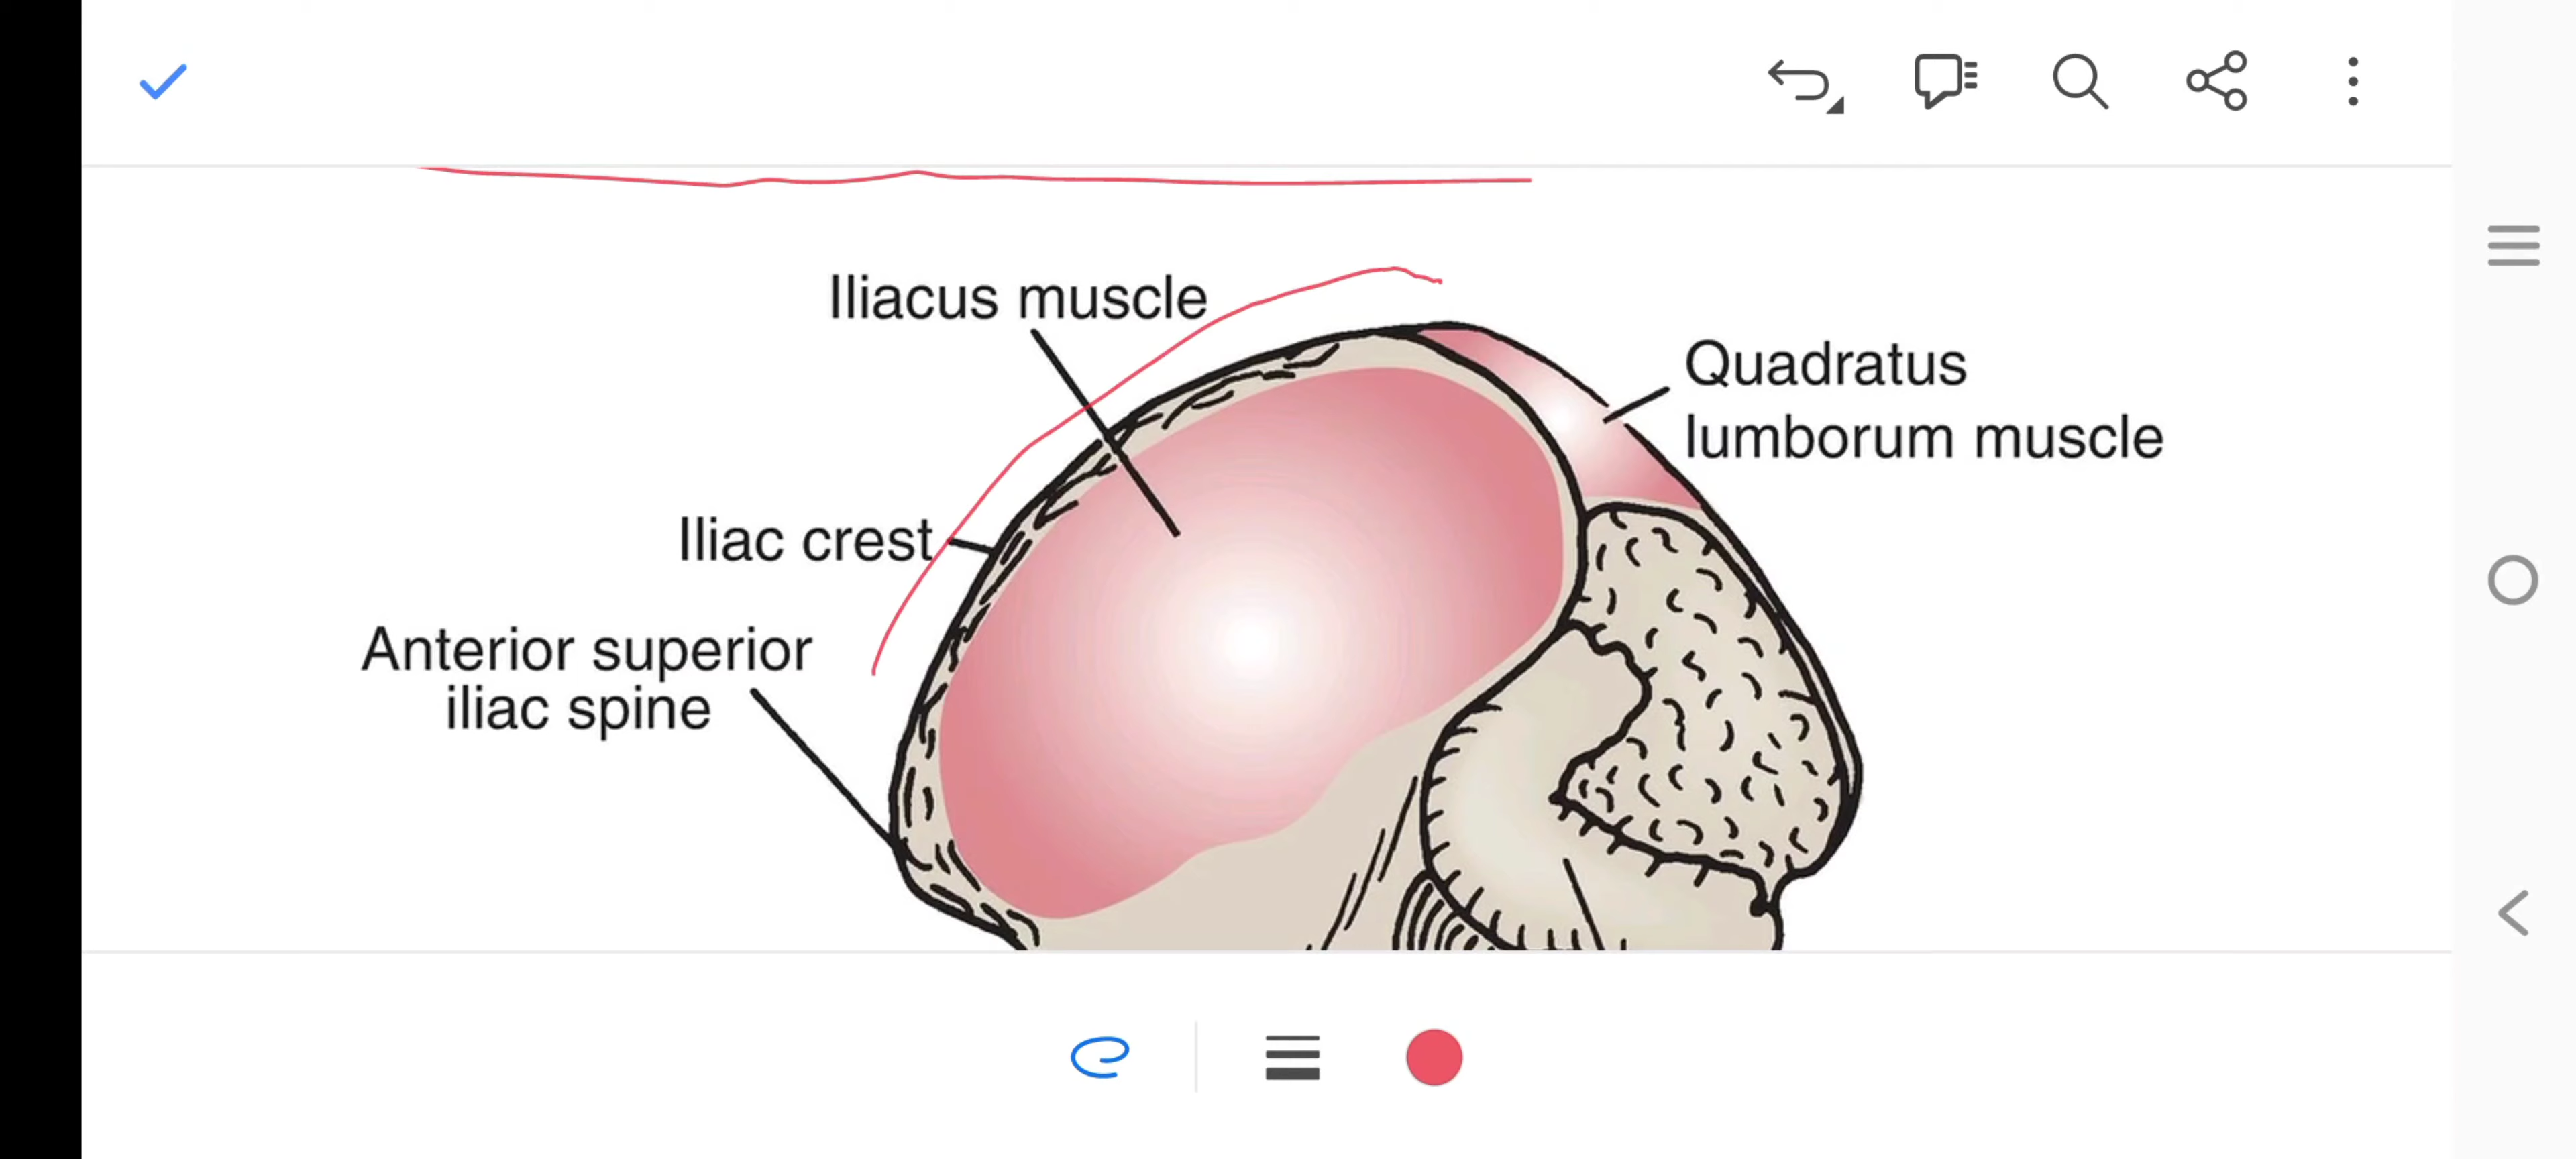 Iliacus muscle
Quadratus
lumborum muscle
Iliac crest
Anterior superior
iliac spine